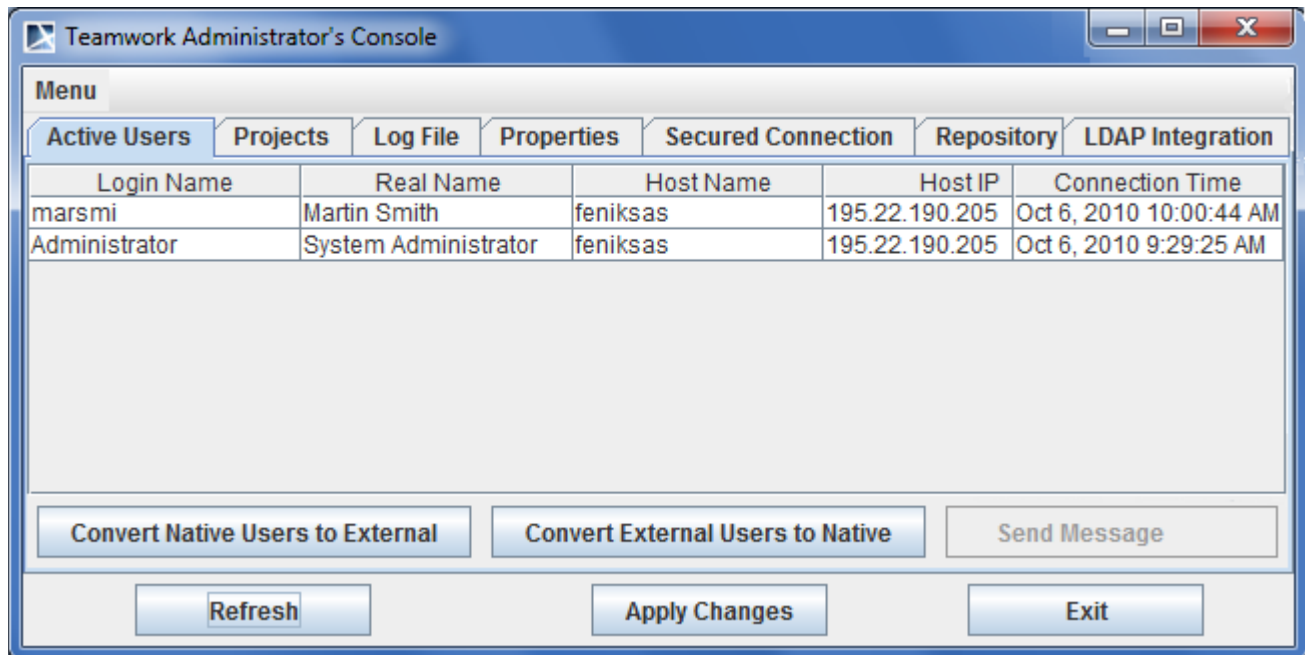 Teamwork Administrator's Console
Menu
Active Users Projects Log File Properties Secured Connection Repository LDAP Integration
Login Name Real Name Host Name Host IP Connection Time
marsmi Martin Smith feniksas 195.22.190.205 Oct 6, 2010 10:00:44 AM
Administrator System Administrator feniksas 195.22.190.205 Oct 6, 2010 9:29:25 AM
Convert Native Users to External Convert External Users to Native Send Message
Refresh Apply Changes Exit